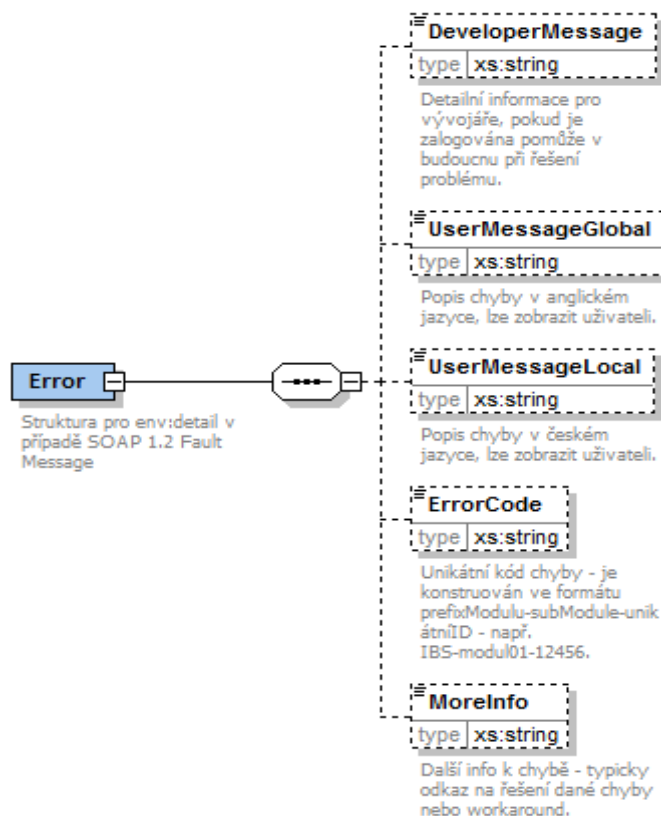 DeveloperMessage
type xs:string
Detailní informace pro
vývojáře, pokud je
zalogována pomůže v
budoucnu při řešení
problému.
UserMessageGlobal
type xs:string
Popis chyby v anglickém
jazyce, lze zobrazit uživateli.
Error
Struktura pro env:detail v
případě SOAP 1.2 Fault
Message
UserMessageLocal
type xs:string
Popis chyby v českém
jazyce, lze zobrazit uživateli.
ErrorCode
type xs:string
Unikátní kód chyby - je
konstruován ve formátu
prefixModulu-subModule-unik
átníID - např.
IBS-modul01-12456.
MoreInfo
type xs:string
Další info k chybě - typicky
odkaz na řešení dané chyby
nebo workaround.